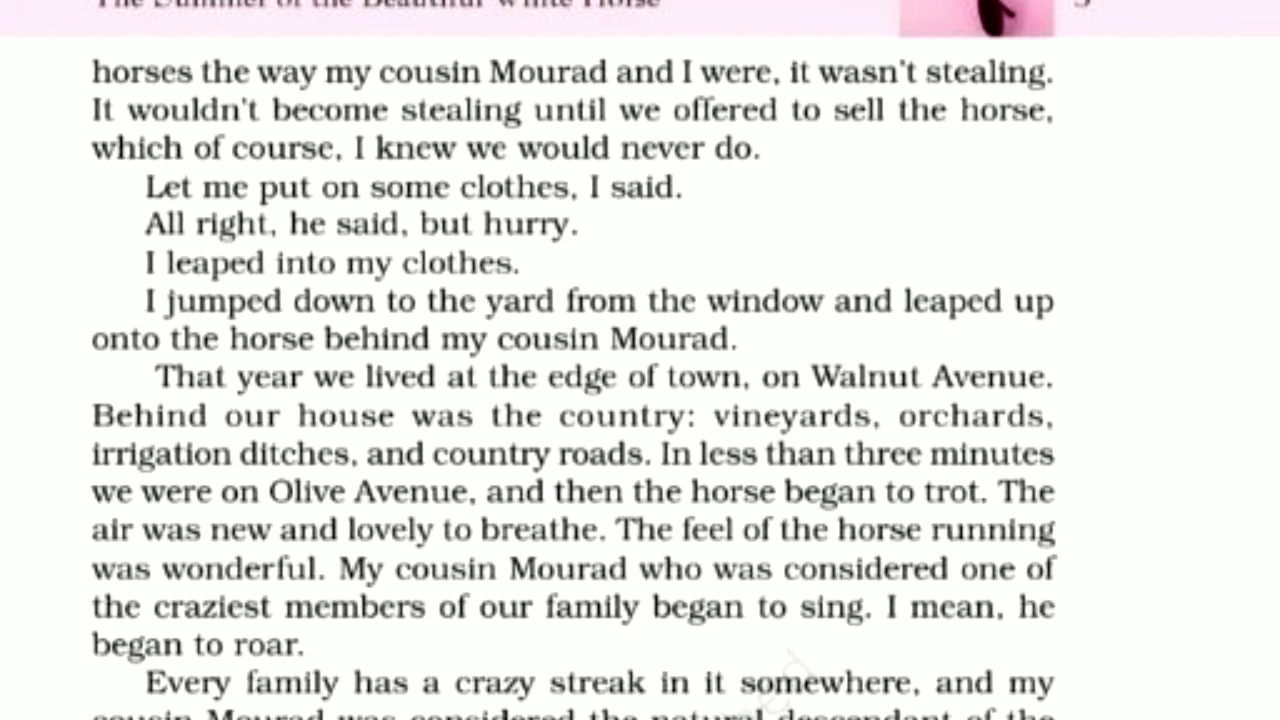 The Summer of the Beautiful White Horse
horses the way my cousin Mourad and I were, it wasn't stealing.
It wouldn't become stealing until we offered to sell the horse,
which of course, I knew we would never do.
Let me put on some clothes, I said.
All right, he said, but hurry.
I leaped into my clothes.
I jumped down to the yard from the window and leaped up
onto the horse behind my cousin Mourad.
That year we lived at the edge of town, on Walnut Avenue.
Behind our house was the country: vineyards, orchards,
irrigation ditches, and country roads. In less than three minutes
we were on Olive Avenue, and then the horse began to trot. The
air was new and lovely to breathe. The feel of the horse running
was wonderful. My cousin Mourad who was considered one of
the craziest members of our family began to sing. I mean, he
began to roar.
Every family has a crazy streak in it somewhere, and my
cousin Mourad was considered the natural descendant of the